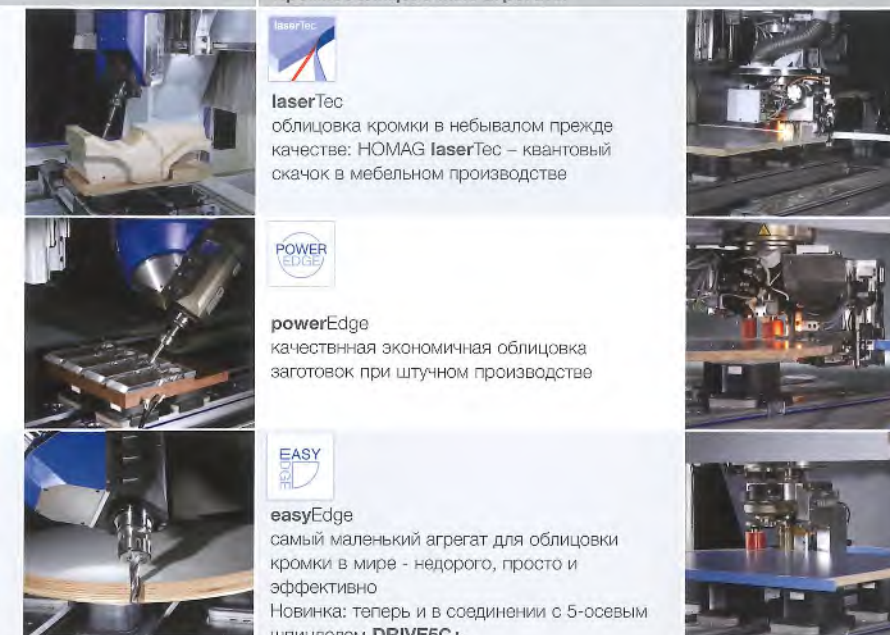 laserTec
laserTec
облицовка кромки в небывалом прежде
качестве: HOMAG laserTec – квантовый
скачок в мебельном производстве
POWER
EDGE
powerEdge
качествнная экономичная облицовка
заготовок при штучном производстве
EASY
EDGE
easyEdge
самый маленький агрегат для облицовки
кромки в мире - недорого, просто и
эффективно
Новинка: теперь и в соединении с 5-осевым
шпинделем DRIVE5C+